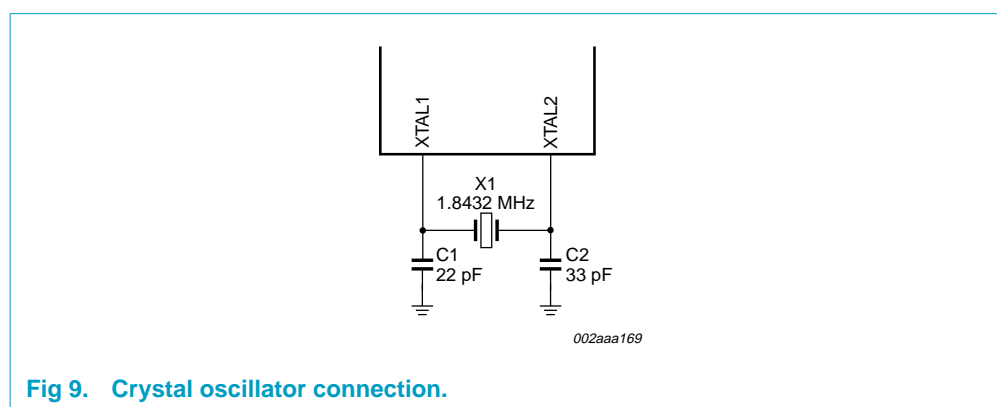 XTAL1
XTAL2
X1
1.8432 MHz
C1
22 pF
C2
33 pF
002aaa169
Fig 9. Crystal oscillator connection.